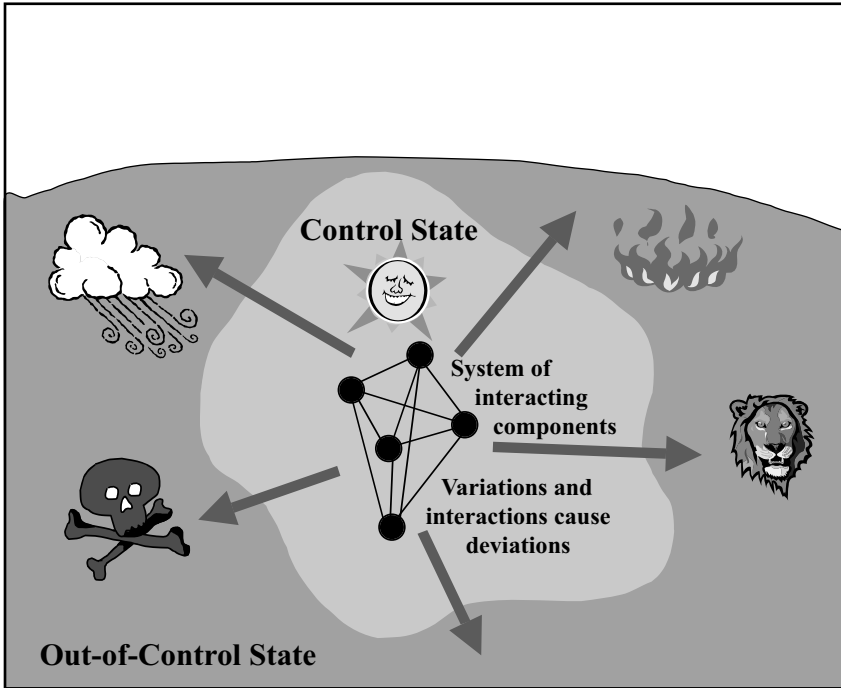 Control State
System of
interacting
components
Variations and
interactions cause
deviations
Out-of-Control State